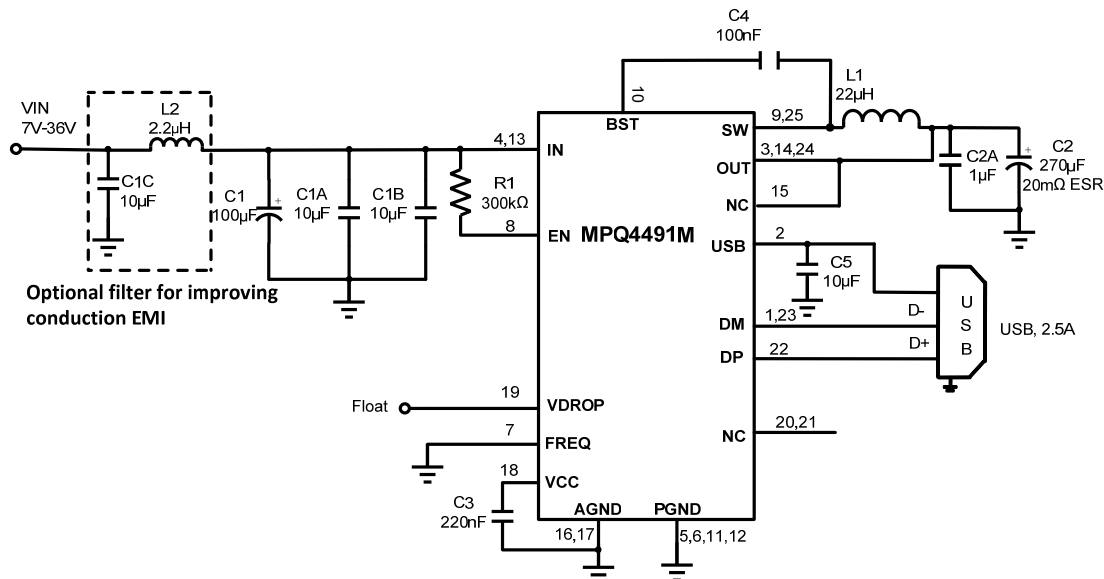 C4
100nF
L1
22µH
10
BST
VIN
7V-36V
L2
2.2µH
4,13
IN
SW
9,25
3,14,24
OUT
C1C
10µF
C1
100µF
+
C1A
10µF
C1B
10µF
R1
300kΩ
C2A
1µF
+
C2
270µF
20mΩ ESR
15
NC
8
EN
MPQ4491M
USB
2
C5
10µF
Optional filter for improving
conduction EMI
DM
1,23
D-
D+
USB
USB, 2.5A
DP
22
Float
19
VDROP
7
FREQ
NC
20,21
18
VCC
C3
220nF
AGND
PGND
16,17
5,6,11,12